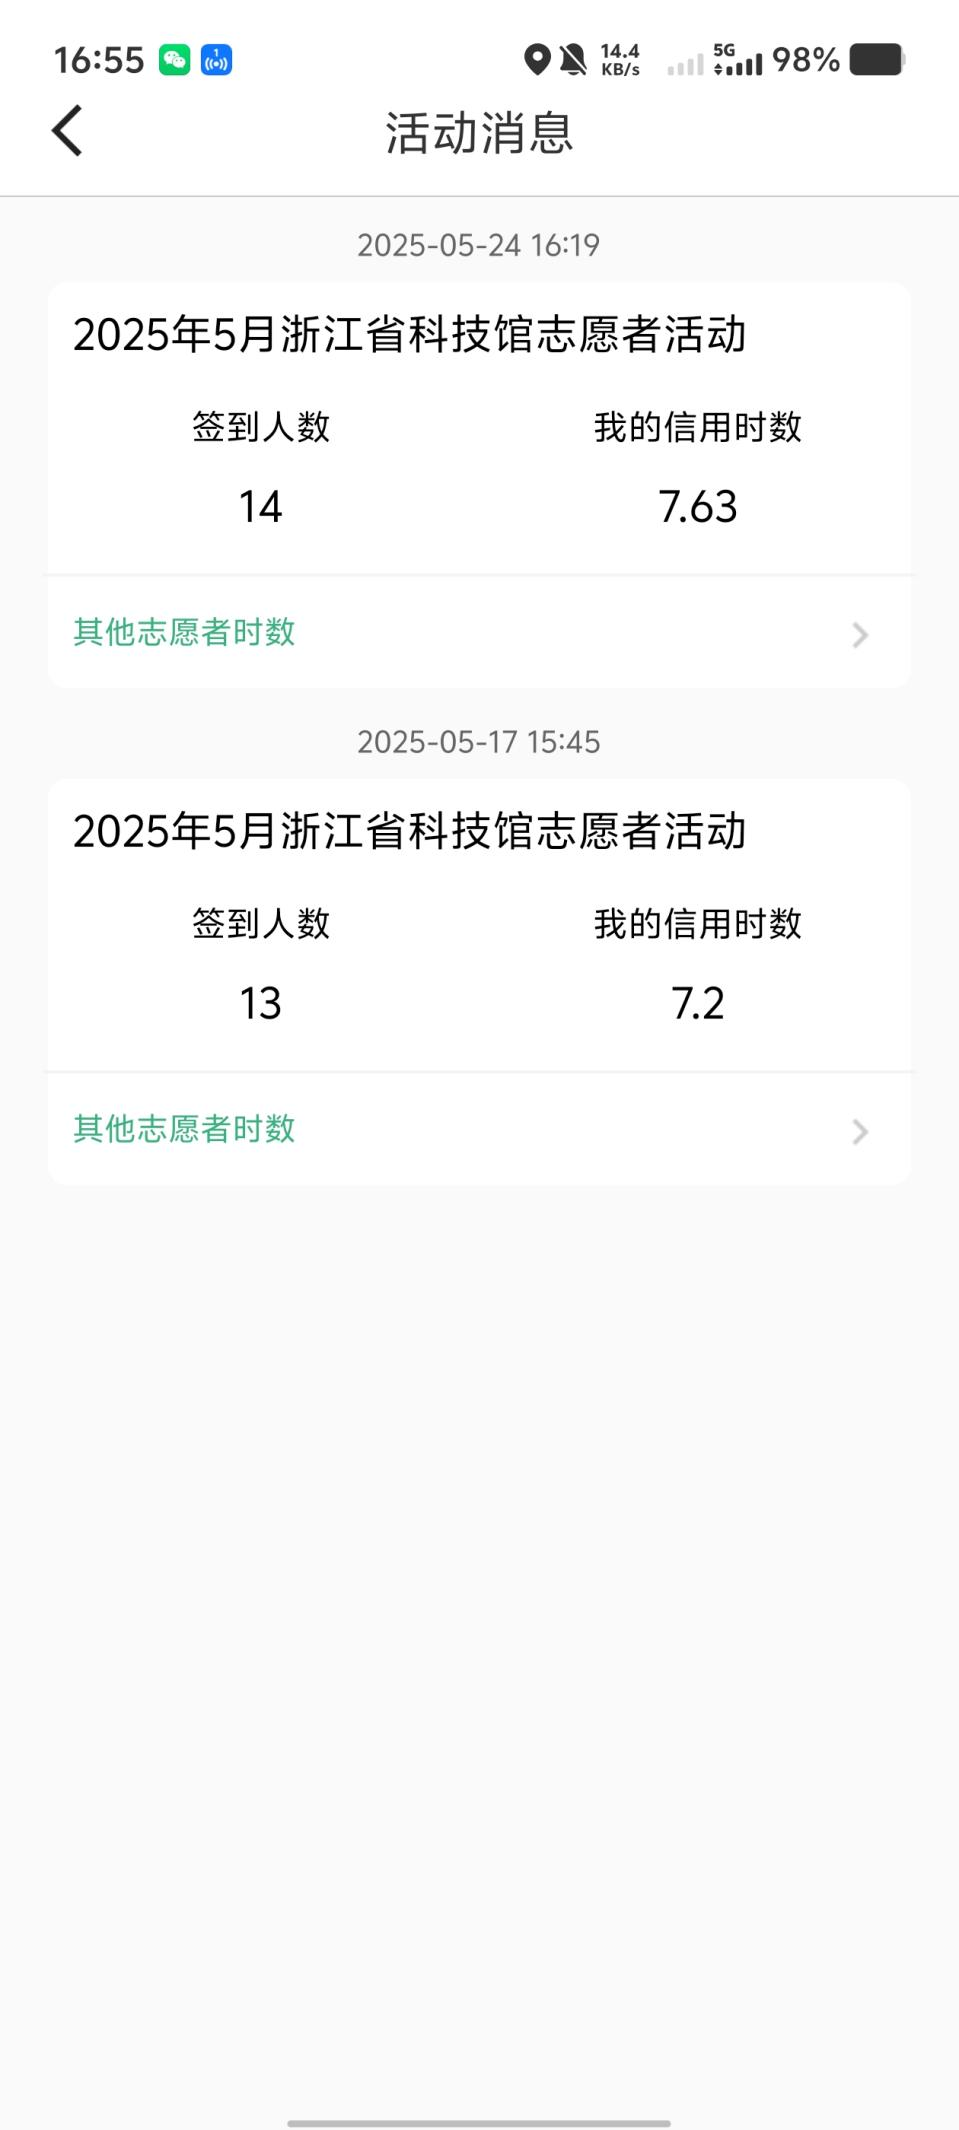 16:55
14.4
KB/s
5G
98%
活动消息
2025-05-24 16:19
2025年5月浙江省科技馆志愿者活动
签到人数
我的信用时数
14
7.63
其他志愿者时数
2025-05-17 15:45
2025年5月浙江省科技馆志愿者活动
签到人数
我的信用时数
13
7.2
其他志愿者时数